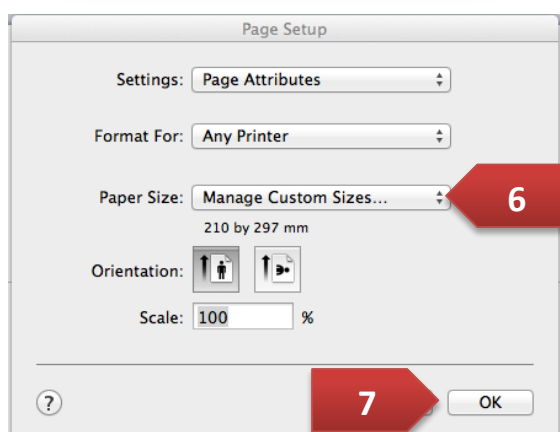 Page Setup
Settings: Page Attributes
Format For: Any Printer
Paper Size: Manage Custom Sizes... 6
210 by 297 mm
Orientation:
Scale: 100 %
? 7 OK